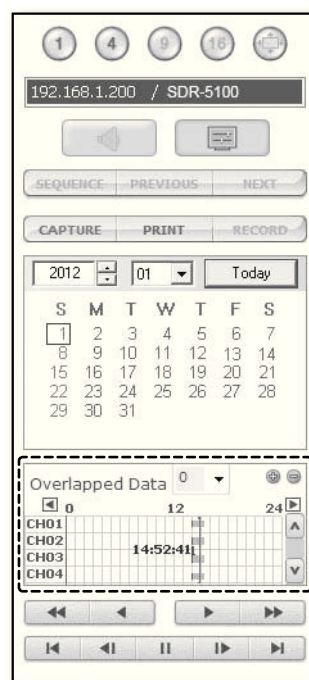 1 4 9 16
192.168.1.200 / SDR-5100
SEQUENCE PREVIOUS NEXT
CAPTURE PRINT RECORD
2012 01 Today
S M T W T F S
1 2 3 4 5 6 7
8 9 10 11 12 13 14
15 16 17 18 19 20 21
22 23 24 25 26 27 28
29 30 31
Overlapped Data 0
0 12 24
CH01
CH02
14:52:41
CH03
CH04